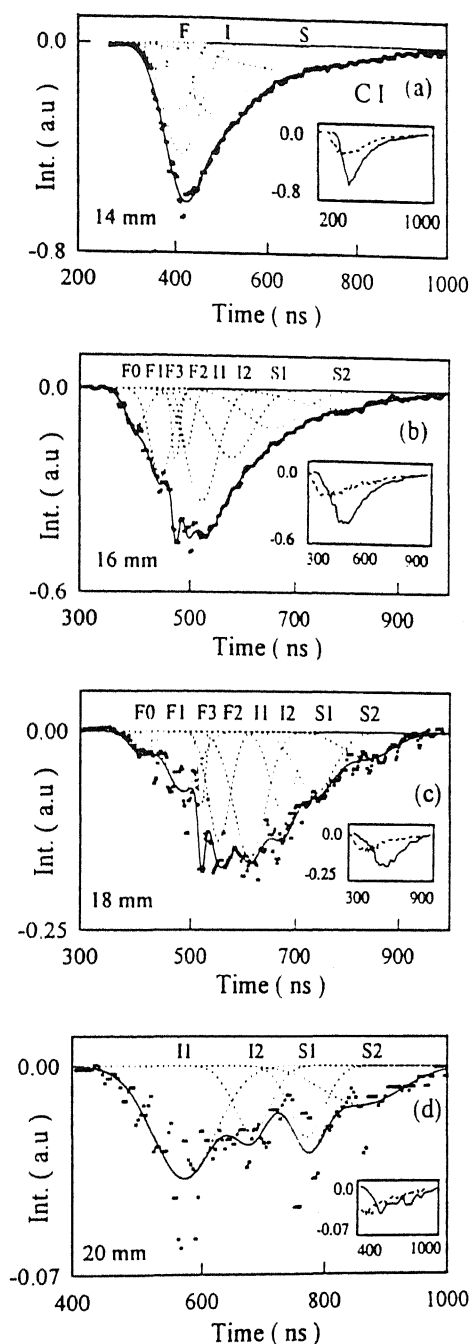 F I S
0.0
C I (a)
Int. ( a.u )
0.0
-0.8
200 1000
14 mm
-0.8
200 400 600 800 1000
Time ( ns )
F0 F1 F3 F2 I1 I2 S1 S2
0.0
(b)
Int. ( a.u )
0.0
-0.6
300 600 900
16 mm
-0.6
300 500 700 900
Time ( ns )
F0 F1 F3 F2 I1 I2 S1 S2
0.00
(c)
Int. ( a.u )
0.0
-0.25
300 900
18 mm
-0.25
300 500 700 900
Time ( ns )
I1 I2 S1 S2
0.00
(d)
Int. ( a.u )
0.0
-0.07
400 1000
20 mm
-0.07
400 600 800 1000
Time ( ns )